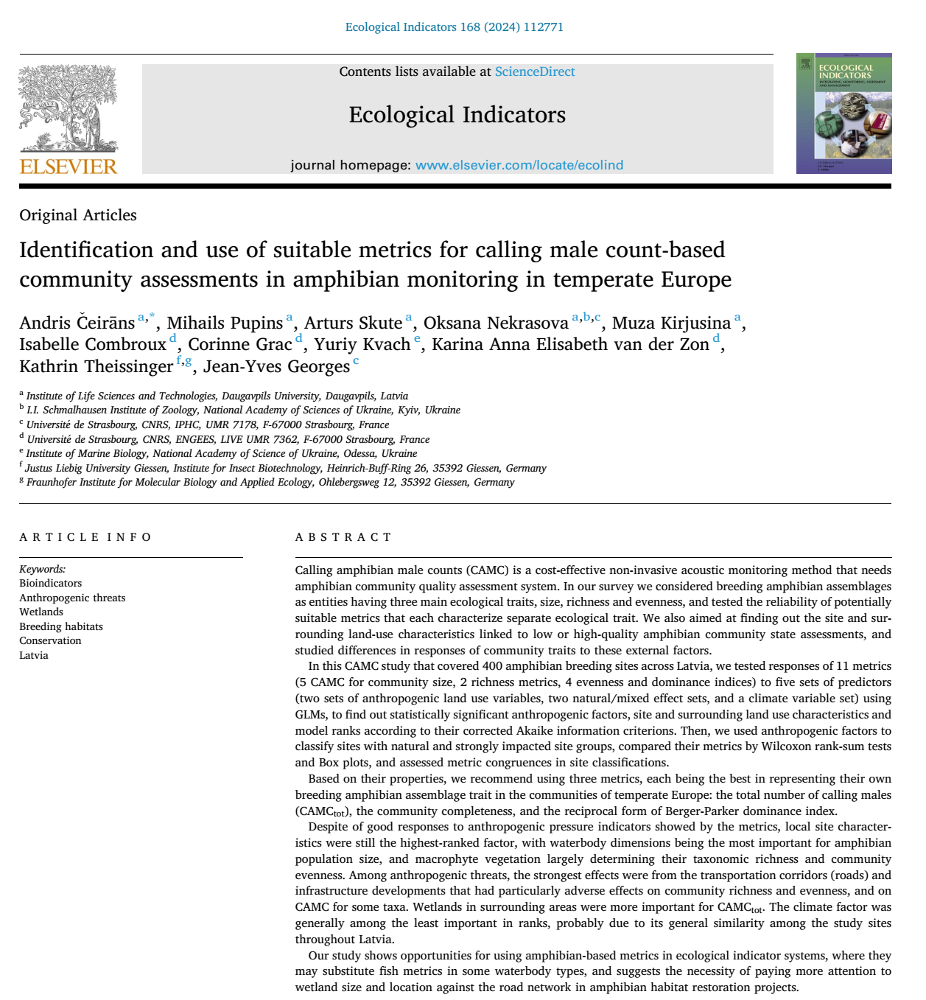 Ecological Indicators 168 (2024) 112771
Contents lists available at ScienceDirect
Ecological Indicators
journal homepage: www.elsevier.com/locate/ecolind
ELSEVIER
ECOLOGICAL
INDICATORS
INTEGRATING, MONITORING, ASSESSMENT
AND MANAGEMENT
Original Articles
Identification and use of suitable metrics for calling male count-based
community assessments in amphibian monitoring in temperate Europe
Andris Čeirāns a,*, Mihails Pupins a, Arturs Skute a, Oksana Nekrasova a,b,c, Muza Kirjusina a,
Isabelle Combroux d, Corinne Grac d, Yuriy Kvach e, Karina Anna Elisabeth van der Zon d,
Kathrin Theissinger f,g, Jean-Yves Georges c
a Institute of Life Sciences and Technologies, Daugavpils University, Daugavpils, Latvia
b I.I. Schmalhausen Institute of Zoology, National Academy of Sciences of Ukraine, Kyiv, Ukraine
c Université de Strasbourg, CNRS, IPHC, UMR 7178, F-67000 Strasbourg, France
d Université de Strasbourg, CNRS, ENGEES, LIVE UMR 7362, F-67000 Strasbourg, France
e Institute of Marine Biology, National Academy of Science of Ukraine, Odessa, Ukraine
f Justus Liebig University Giessen, Institute for Insect Biotechnology, Heinrich-Buff-Ring 26, 35392 Giessen, Germany
g Fraunhofer Institute for Molecular Biology and Applied Ecology, Ohlebergsweg 12, 35392 Giessen, Germany
ARTICLE INFO
Keywords:
Bioindicators
Anthropogenic threats
Wetlands
Breeding habitats
Conservation
Latvia
ABSTRACT
Calling amphibian male counts (CAMC) is a cost-effective non-invasive acoustic monitoring method that needs
amphibian community quality assessment system. In our survey we considered breeding amphibian assemblages
as entities having three main ecological traits, size, richness and evenness, and tested the reliability of potentially
suitable metrics that each characterize separate ecological trait. We also aimed at finding out the site and sur-
rounding land-use characteristics linked to low or high-quality amphibian community state assessments, and
studied differences in responses of community traits to these external factors.
In this CAMC study that covered 400 amphibian breeding sites across Latvia, we tested responses of 11 metrics
(5 CAMC for community size, 2 richness metrics, 4 evenness and dominance indices) to five sets of predictors
(two sets of anthropogenic land use variables, two natural/mixed effect sets, and a climate variable set) using
GLMs, to find out statistically significant anthropogenic factors, site and surrounding land use characteristics and
model ranks according to their corrected Akaike information criterions. Then, we used anthropogenic factors to
classify sites with natural and strongly impacted site groups, compared their metrics by Wilcoxon rank-sum tests
and Box plots, and assessed metric congruences in site classifications.
Based on their properties, we recommend using three metrics, each being the best in representing their own
breeding amphibian assemblage trait in the communities of temperate Europe: the total number of calling males
(CAMCtot), the community completeness, and the reciprocal form of Berger-Parker dominance index.
Despite of good responses to anthropogenic pressure indicators showed by the metrics, local site character-
istics were still the highest-ranked factor, with waterbody dimensions being the most important for amphibian
population size, and macrophyte vegetation largely determining their taxonomic richness and community
evenness. Among anthropogenic threats, the strongest effects were from the transportation corridors (roads) and
infrastructure developments that had particularly adverse effects on community richness and evenness, and on
CAMC for some taxa. Wetlands in surrounding areas were more important for CAMCtot. The climate factor was
generally among the least important in ranks, probably due to its general similarity among the study sites
throughout Latvia.
Our study shows opportunities for using amphibian-based metrics in ecological indicator systems, where they
may substitute fish metrics in some waterbody types, and suggests the necessity of paying more attention to
wetland size and location against the road network in amphibian habitat restoration projects.